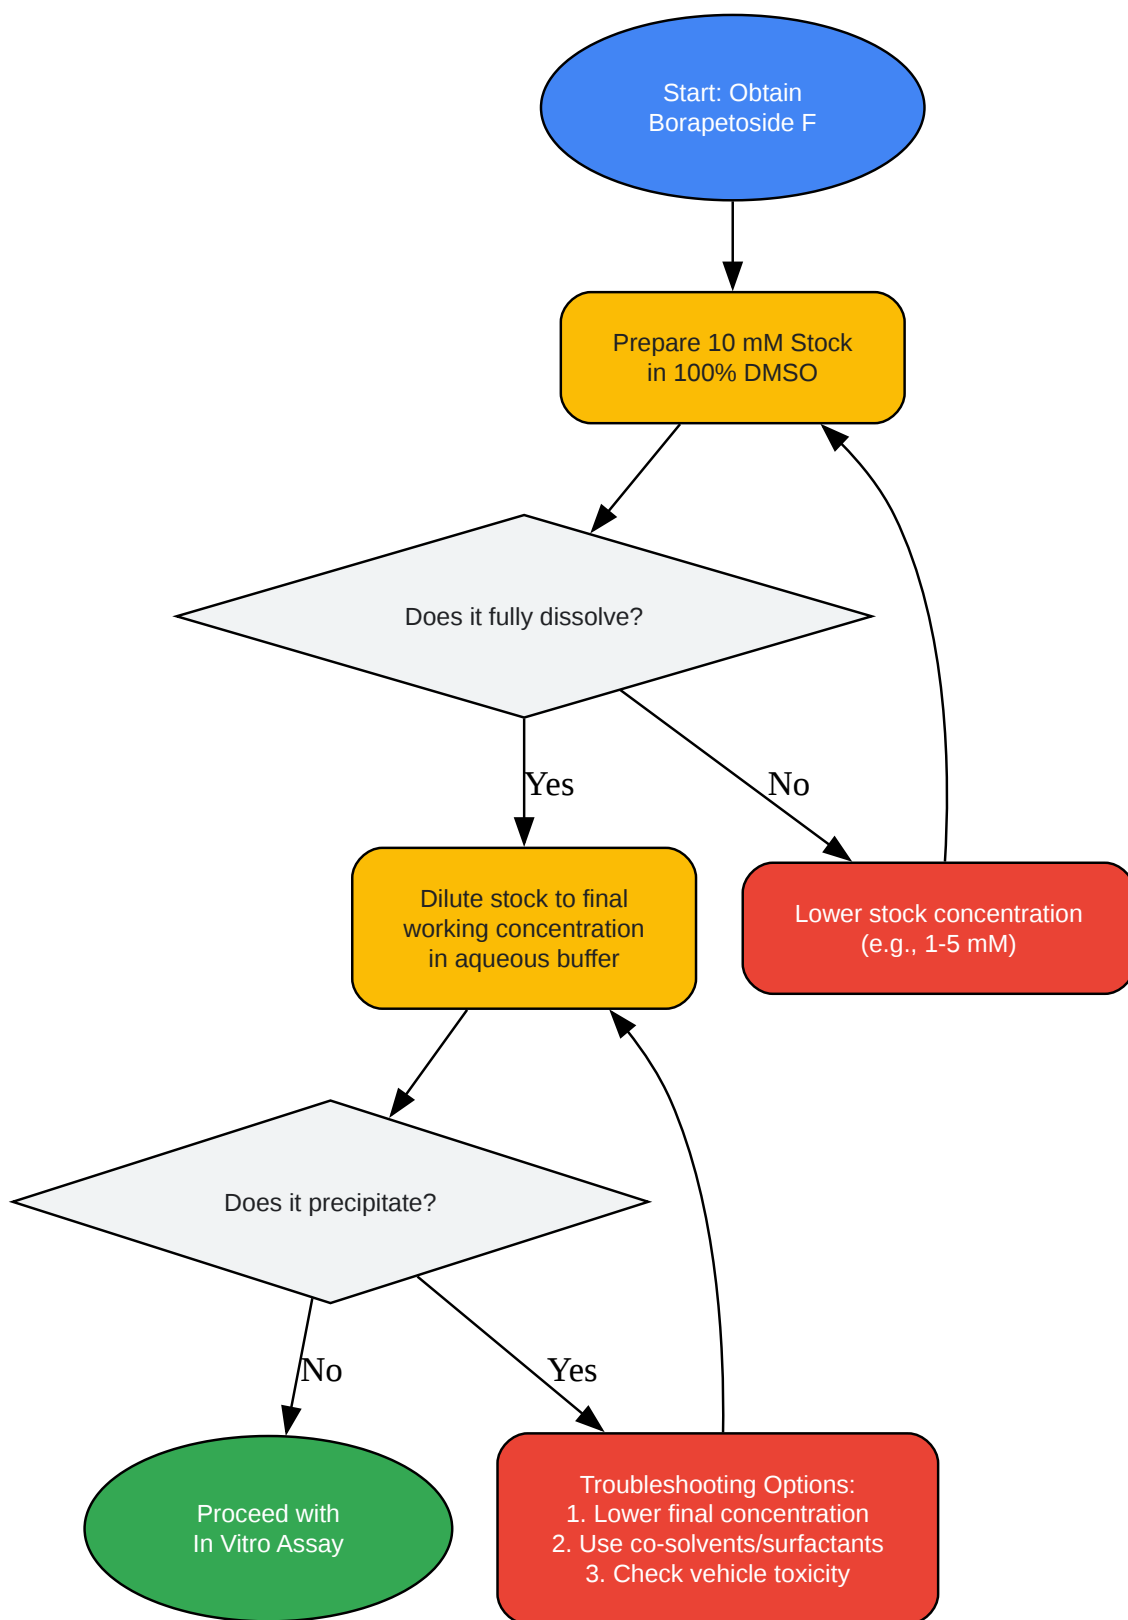 Start: Obtain
Borapetoside F
Prepare 10 mM Stock
in 100% DMSO
Does it fully dissolve?
Yes
No
Dilute stock to final
working concentration
in aqueous buffer
Lower stock concentration
(e.g., 1-5 mM)
Does it precipitate?
No
Yes
Proceed with
In Vitro Assay
Troubleshooting Options:
1. Lower final concentration
2. Use co-solvents/surfactants
3. Check vehicle toxicity